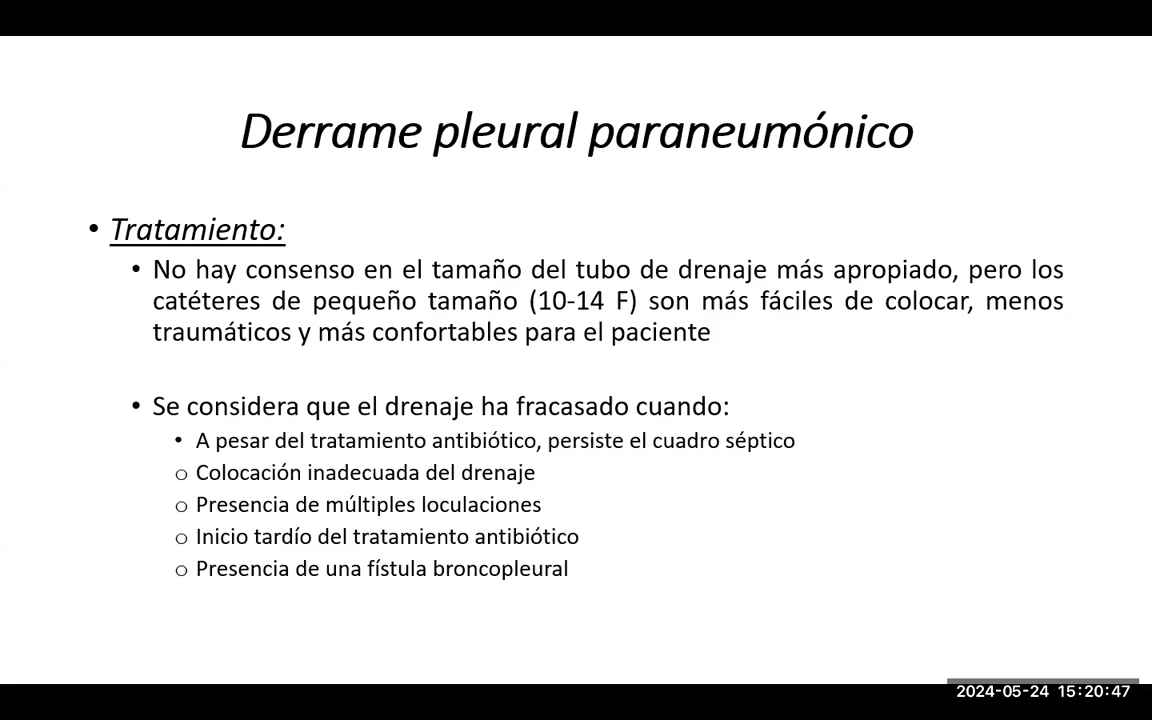 Derrame pleural paraneumónico
• Tratamiento:
• No hay consenso en el tamaño del tubo de drenaje más apropiado, pero los
catéteres de pequeño tamaño (10-14 F) son más fáciles de colocar, menos
traumáticos y más confortables para el paciente
• Se considera que el drenaje ha fracasado cuando:
• A pesar del tratamiento antibiótico, persiste el cuadro séptico
o Colocación inadecuada del drenaje
o Presencia de múltiples loculaciones
o Inicio tardío del tratamiento antibiótico
o Presencia de una fístula broncopleural
2024-05-24 15:20:47